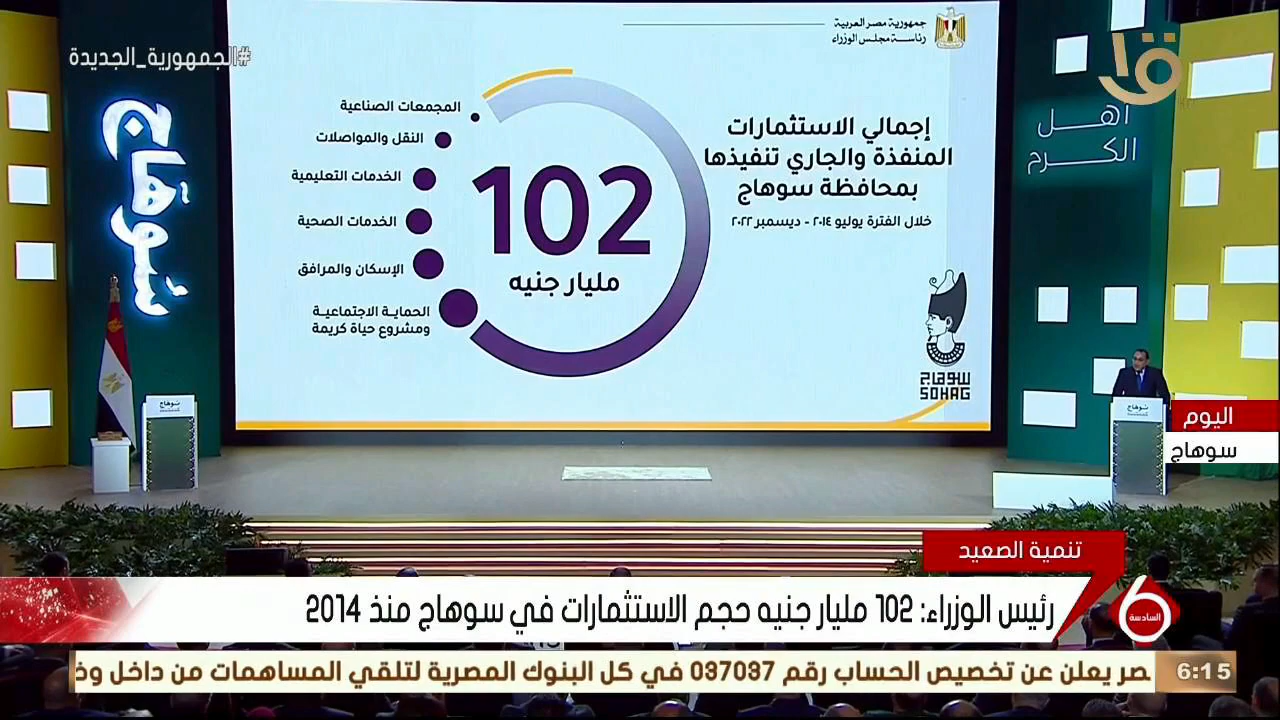 #الجمهورية_الجديدة
جمهورية مصر العربية
رئاسة مجلس الوزراء
سوهاج
أهل
الكرم
إجمالي الاستثمارات
المنفذة والجاري تنفيذها
بمحافظة سوهاج
خلال الفترة يوليو ٢٠١٤ - ديسمبر ٢٠٢٢
102
مليار جنيه
المجمعات الصناعية
النقل والمواصلات
الخدمات التعليمية
الخدمات الصحية
الإسكان والمرافق
الحماية الاجتماعية
ومشروع حياة كريمة
سوهاج
SOHAG
اليوم
سوهاج
تنمية الصعيد
6
السادسة
رئيس الوزراء: 102 مليار جنيه حجم الاستثمارات في سوهاج منذ 2014
6:15
يعلن عن تخصيص الحساب رقم 037037 في كل البنوك المصرية لتلقي المساهمات من داخل